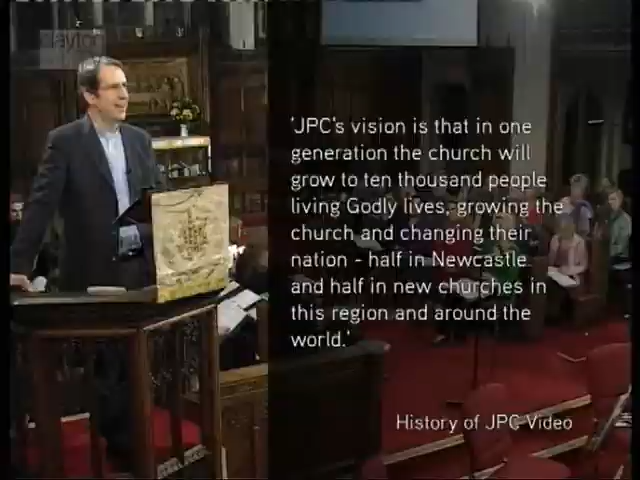 clayton
'JPC's vision is that in one
generation the church will
grow to ten thousand people
living Godly lives, growing the
church and changing their
nation - half in Newcastle
and half in new churches in
this region and around the
world.'
History of JPC Video